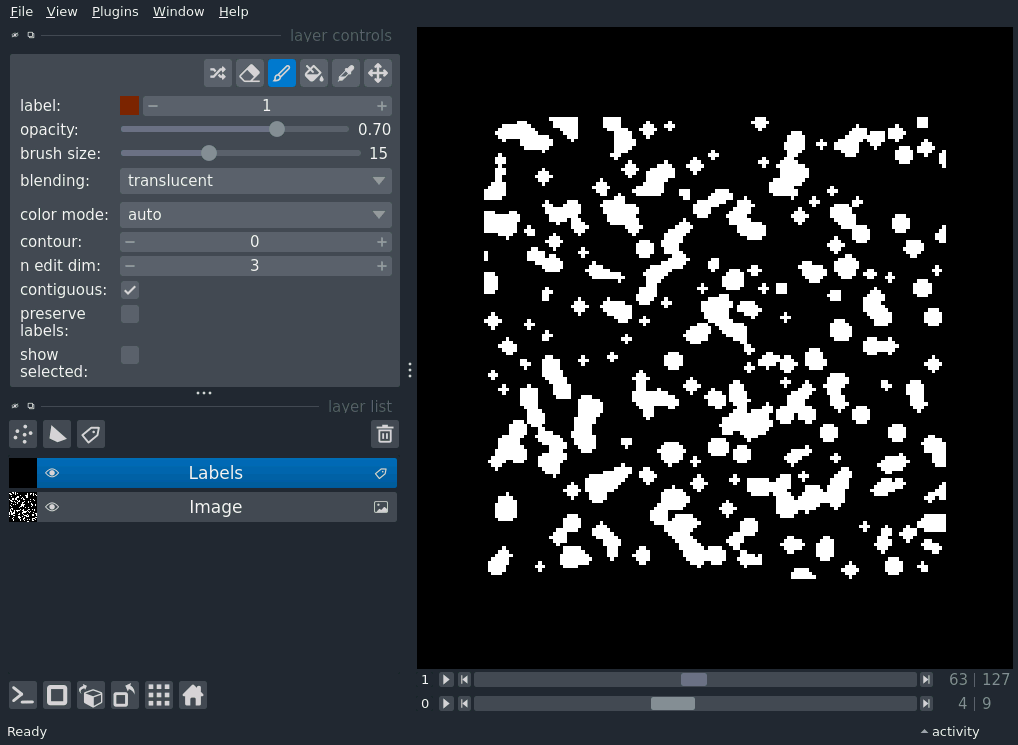 File View Plugins Window Help
layer controls
label: 1
opacity: 0.70
brush size: 15
blending: translucent
color mode: auto
contour: 0
n edit dim: 3
contiguous:
preserve
labels:
show
selected:
layer list
Labels
Image
1 63 | 127
0 4 | 9
Ready activity